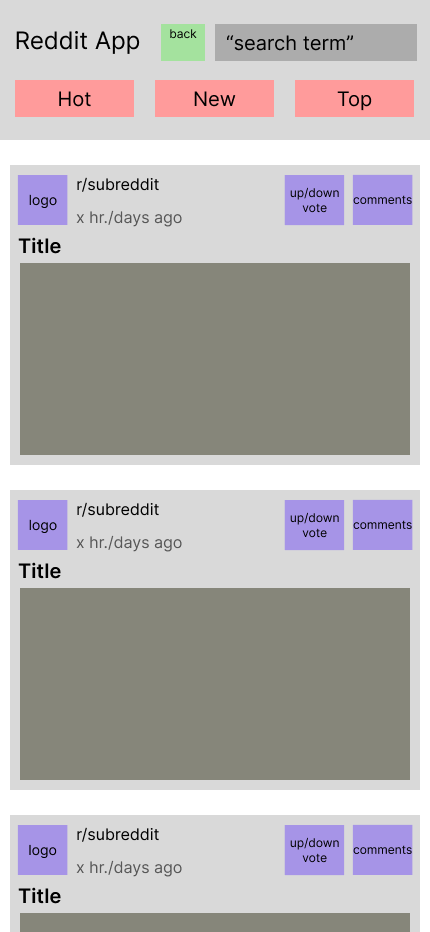 Reddit App
back
“search term”
Hot
New
Top
logo
r/subreddit
x hr./days ago
up/down
vote
comments
Title
logo
r/subreddit
x hr./days ago
up/down
vote
comments
Title
logo
r/subreddit
x hr./days ago
up/down
vote
comments
Title